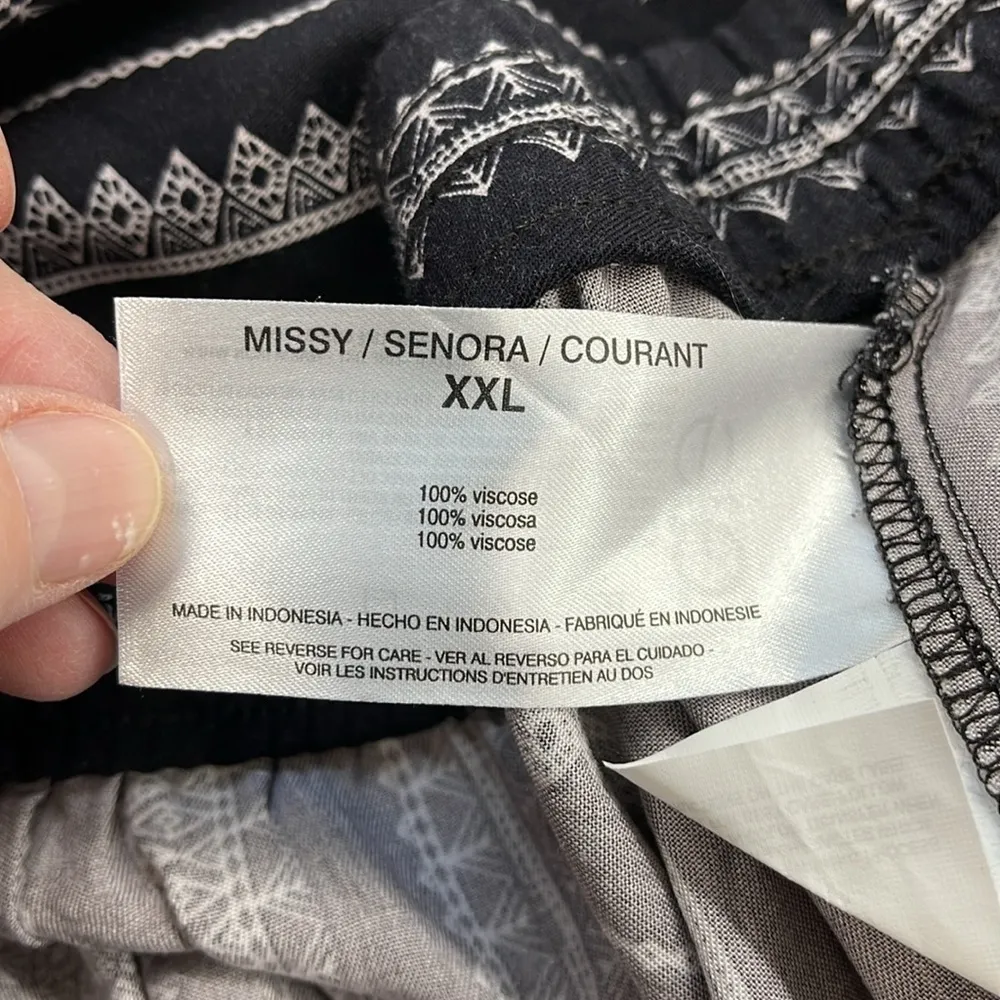 MISSY / SENORA / COURANT
XXL
100% viscose
100% viscosa
100% viscose
MADE IN INDONESIA - HECHO EN INDONESIA - FABRIQUÉ EN INDONESIE
SEE REVERSE FOR CARE - VER AL REVERSO PARA EL CUIDADO -
VOIR LES INSTRUCTIONS D'ENTRETIEN AU DOS